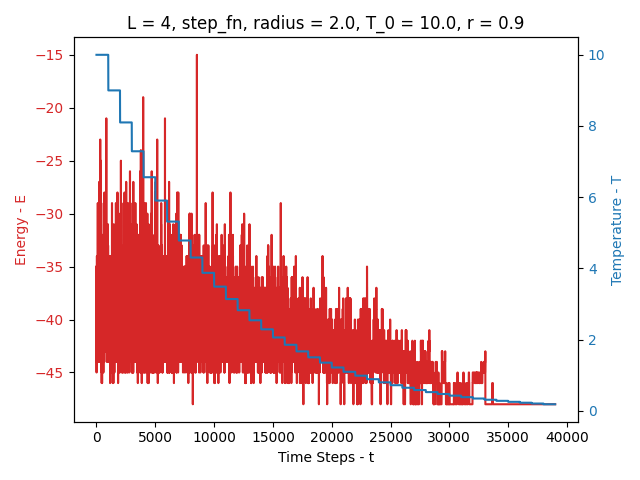 L = 4, step_fn, radius = 2.0, T_0 = 10.0, r = 0.9
−15
−20
−25
−30
−35
−40
−45
Energy - E
10
8
6
4
2
0
Temperature - T
0 5000 10000 15000 20000 25000 30000 35000 40000
Time Steps - t